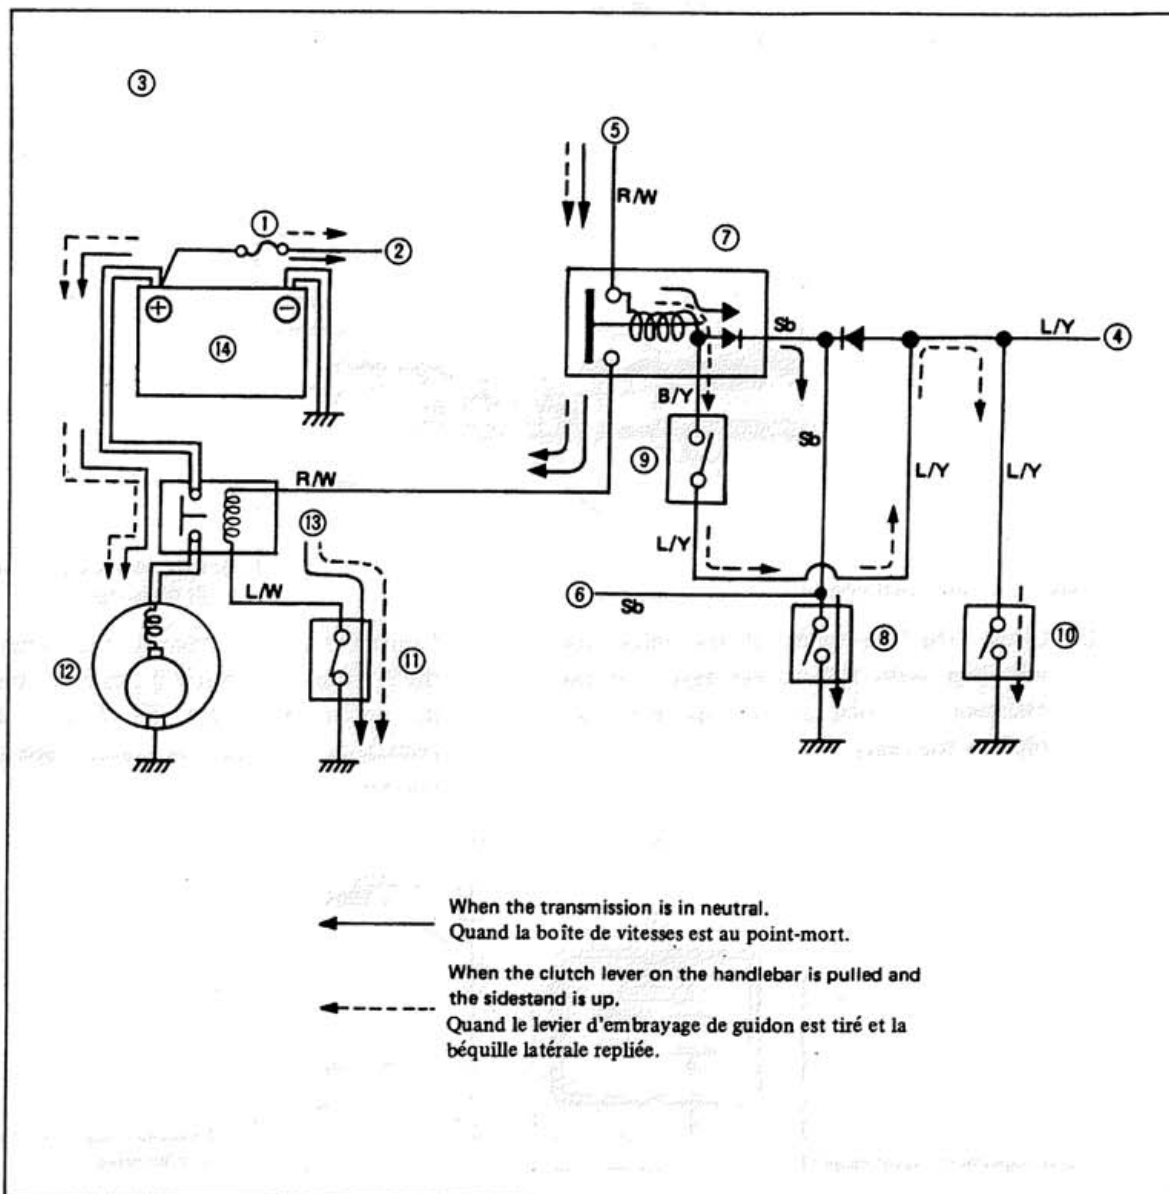 ③
⑤
R/W
①
②
⑦
+
−
⑭
Sb
L/Y
④
B/Y
Sb
⑨
R/W
L/Y
L/Y
⑬
L/Y
L/W
⑥
Sb
⑧
⑩
⑪
⑫
When the transmission is in neutral.
Quand la boîte de vitesses est au point-mort.
When the clutch lever on the handlebar is pulled and
the sidestand is up.
Quand le levier d'embrayage de guidon est tiré et la
béquille latérale repliée.